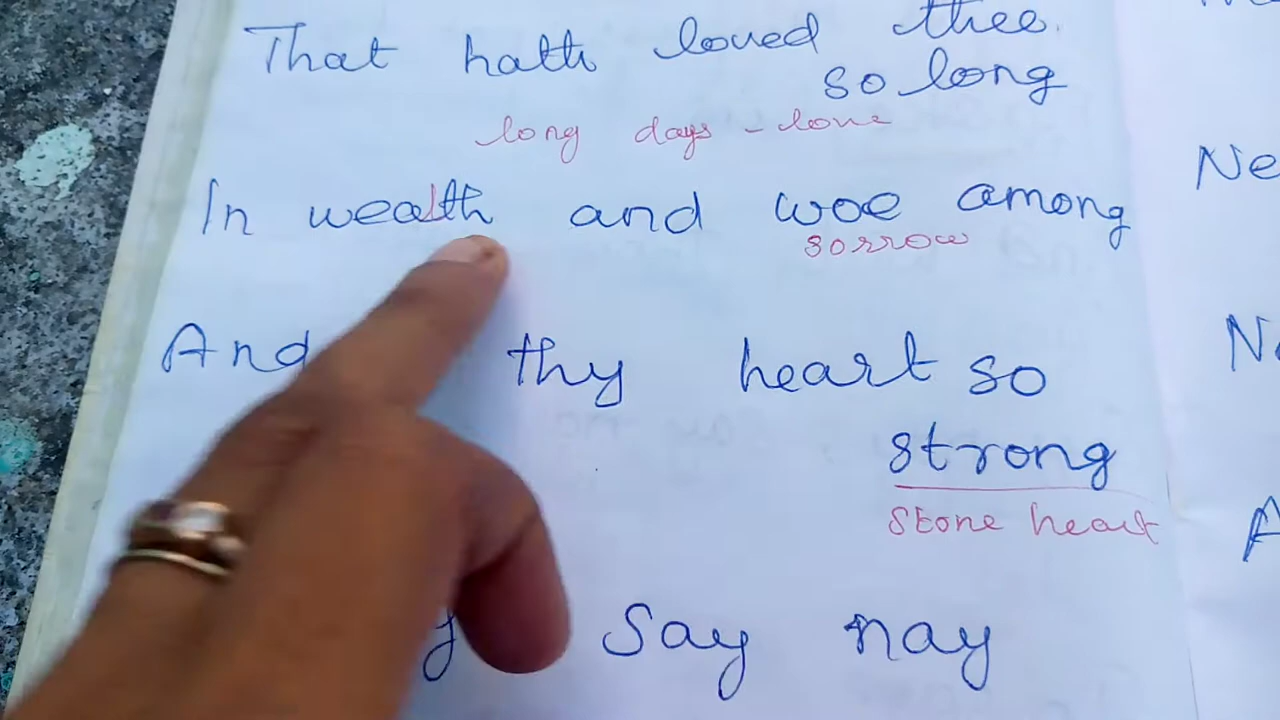 That hath loved thee
so long
long days - love
In wealth and woe among
sorrow
And thy heart so
strong
stone heart
say nay
Ne